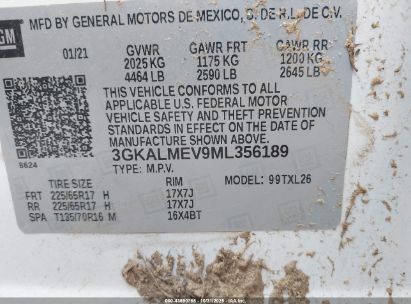 GM
MFD BY GENERAL MOTORS DE MEXICO, S. DE R.L. DE C.V.
01/21 GVWR GAWR FRT GAWR RR
2025 KG 1175 KG 1200 KG
4464 LB 2590 LB 2645 LB
THIS VEHICLE CONFORMS TO ALL
APPLICABLE U.S. FEDERAL MOTOR
VEHICLE SAFETY AND THEFT PREVENTION
STANDARDS IN EFFECT ON THE DATE OF
MANUFACTURE SHOWN ABOVE.
3GKALMEV9ML356189
8624 TYPE: M.P.V.
TIRE SIZE RIM MODEL: 99TXL26
FRT 225/65R17 H 17X7J
RR 225/65R17 H 17X7J
SPA T135/70R16 M 16X4BT